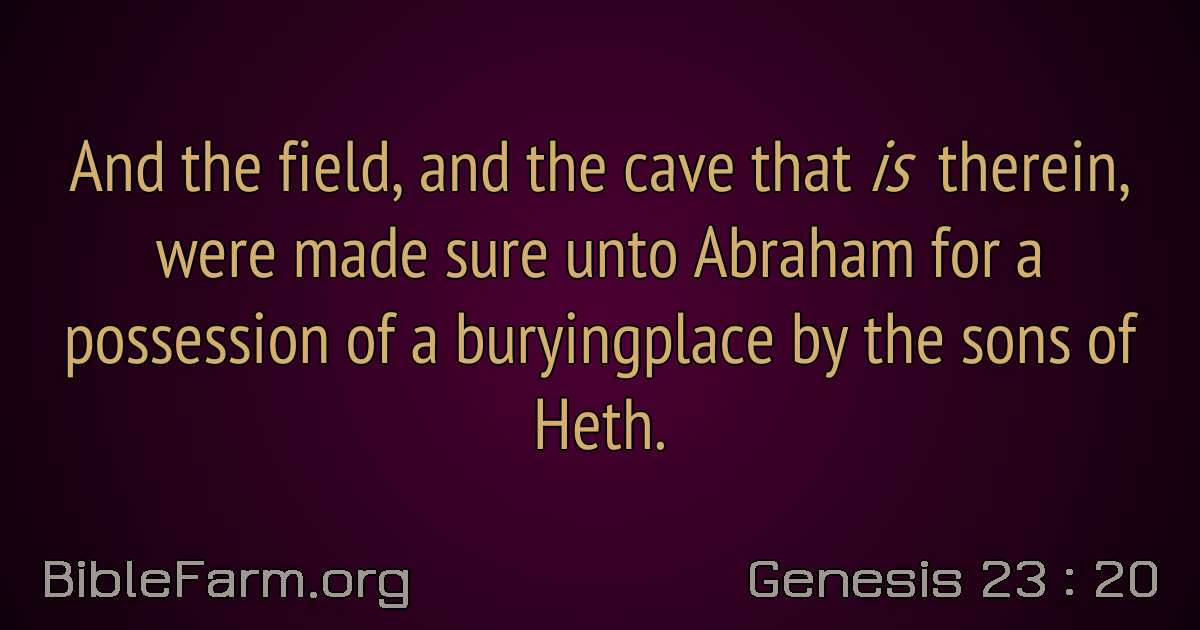 And the field, and the cave that is therein,
were made sure unto Abraham for a
possession of a buryingplace by the sons of
Heth.
BibleFarm.org
Genesis 23 : 20